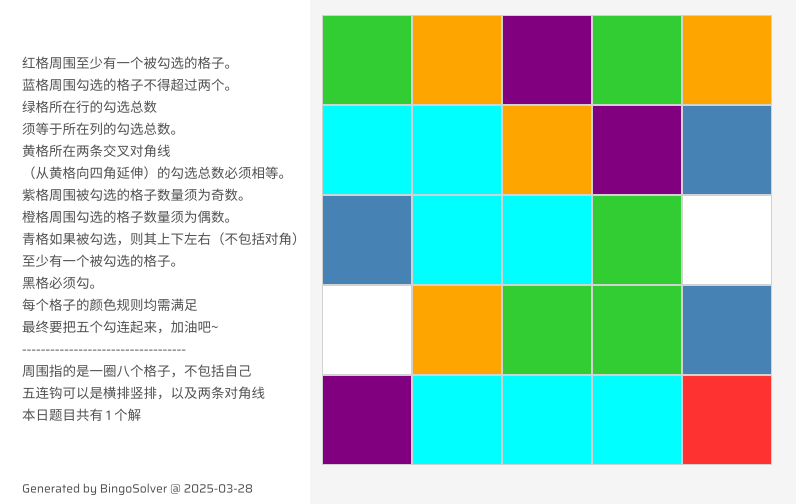 红格周围至少有一个被勾选的格子。
蓝格周围勾选的格子不得超过两个。
绿格所在行的勾选总数
须等于所在列的勾选总数。
黄格所在两条交叉对角线
（从黄格向四角延伸）的勾选总数必须相等。
紫格周围被勾选的格子数量须为奇数。
橙格周围勾选的格子数量须为偶数。
青格如果被勾选，则其上下左右（不包括对角）
至少有一个被勾选的格子。
黑格必须勾。
每个格子的颜色规则均需满足
最终要把五个勾连起来，加油吧~
-----------------------------------
周围指的是一圈八个格子，不包括自己
五连钩可以是横排竖排，以及两条对角线
本日题目共有1个解
Generated by BingoSolver @ 2025-03-28